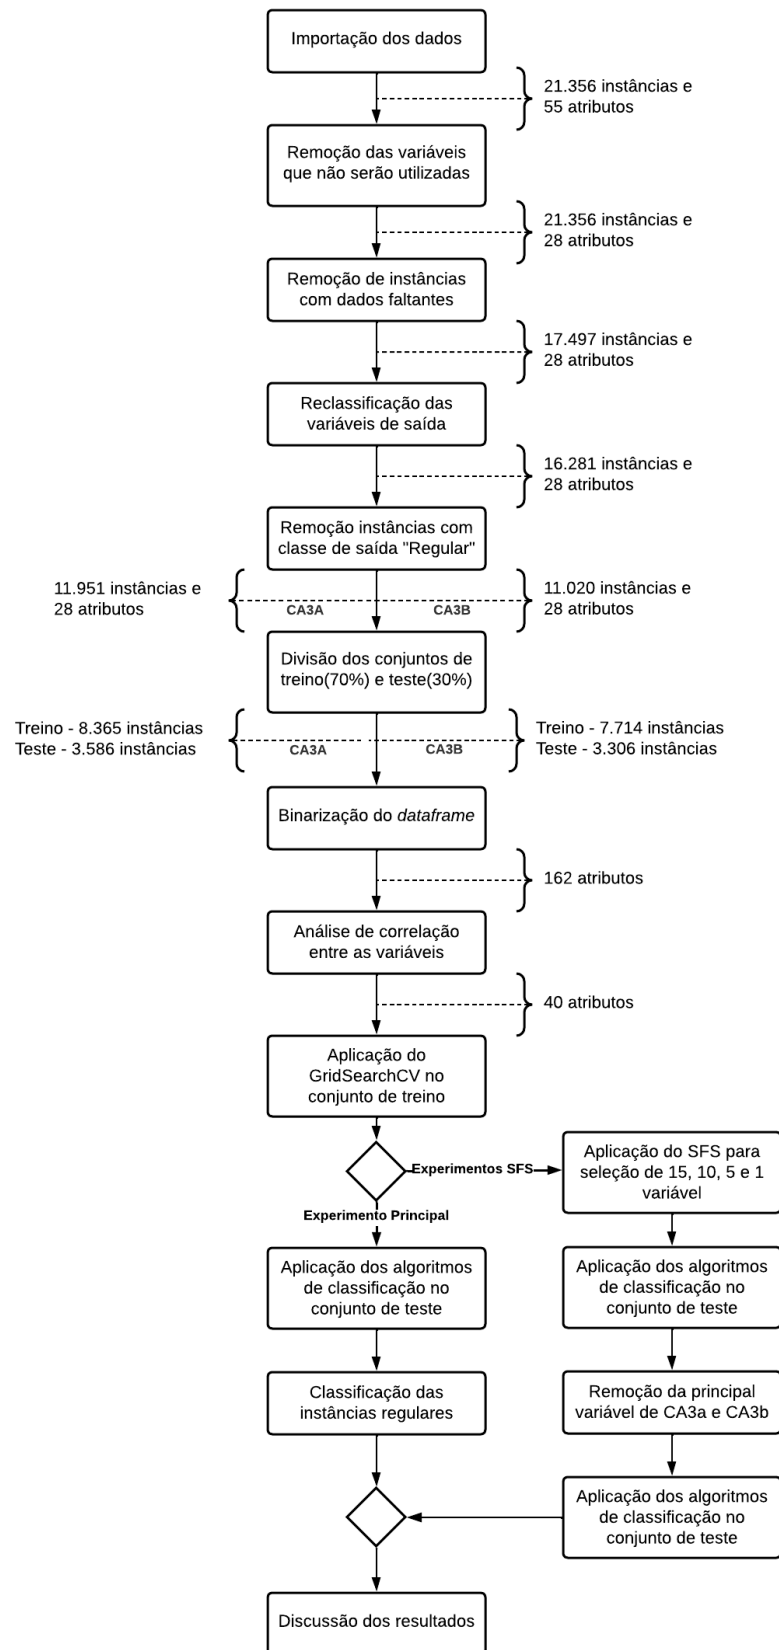 Importação dos dados
21.356 instâncias e
55 atributos
Remoção das variáveis
que não serão utilizadas
21.356 instâncias e
28 atributos
Remoção de instâncias
com dados faltantes
17.497 instâncias e
28 atributos
Reclassificação das
variáveis de saída
16.281 instâncias e
28 atributos
Remoção instâncias com
classe de saída "Regular"
11.951 instâncias e
28 atributos
CA3A
CA3B
11.020 instâncias e
28 atributos
Divisão dos conjuntos de
treino(70%) e teste(30%)
Treino - 8.365 instâncias
Teste - 3.586 instâncias
CA3A
CA3B
Treino - 7.714 instâncias
Teste - 3.306 instâncias
Binarização do dataframe
162 atributos
Análise de correlação
entre as variáveis
40 atributos
Aplicação do
GridSearchCV no
conjunto de treino
Experimentos SFS
Aplicação do SFS para
seleção de 15, 10, 5 e 1
variável
Experimento Principal
Aplicação dos algoritmos
de classificação no
conjunto de teste
Aplicação dos algoritmos
de classificação no
conjunto de teste
Classificação das
instâncias regulares
Remoção da principal
variável de CA3a e CA3b
Aplicação dos algoritmos
de classificação no
conjunto de teste
Discussão dos resultados